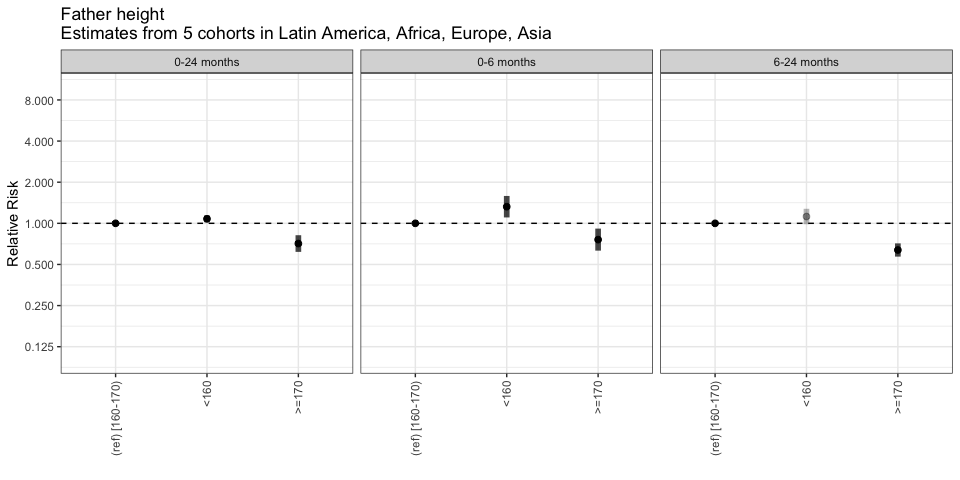 Father height
Estimates from 5 cohorts in Latin America, Africa, Europe, Asia
0-24 months
0-6 months
6-24 months
Relative Risk
8.000
4.000
2.000
1.000
0.500
0.250
0.125
(ref) [160-170)
<160
>=170
(ref) [160-170)
<160
>=170
(ref) [160-170)
<160
>=170